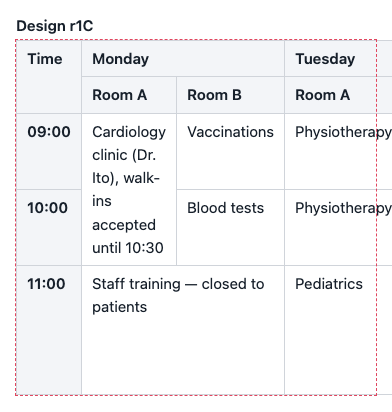 Design r1C
Time Monday Tuesday
Room A Room B Room A
09:00 Cardiology Vaccinations Physiotherapy
clinic (Dr.
Ito), walk-
ins
10:00 Blood tests Physiotherapy
accepted
until 10:30
11:00 Staff training — closed to Pediatrics
patients